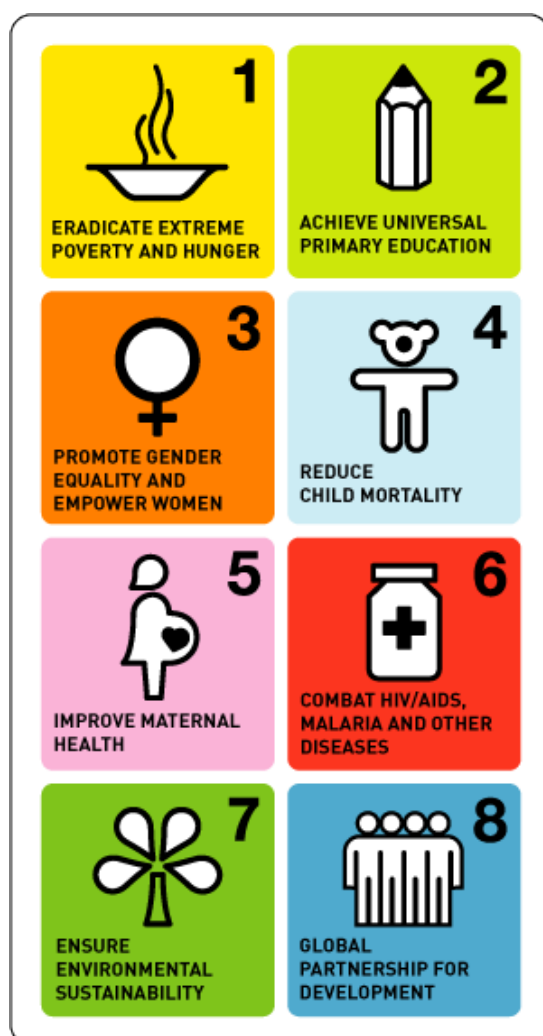 1
ERADICATE EXTREME
POVERTY AND HUNGER
2
ACHIEVE UNIVERSAL
PRIMARY EDUCATION
3
PROMOTE GENDER
EQUALITY AND
EMPOWER WOMEN
4
REDUCE
CHILD MORTALITY
5
IMPROVE MATERNAL
HEALTH
6
COMBAT HIV/AIDS,
MALARIA AND OTHER
DISEASES
7
ENSURE
ENVIRONMENTAL
SUSTAINABILITY
8
GLOBAL
PARTNERSHIP FOR
DEVELOPMENT